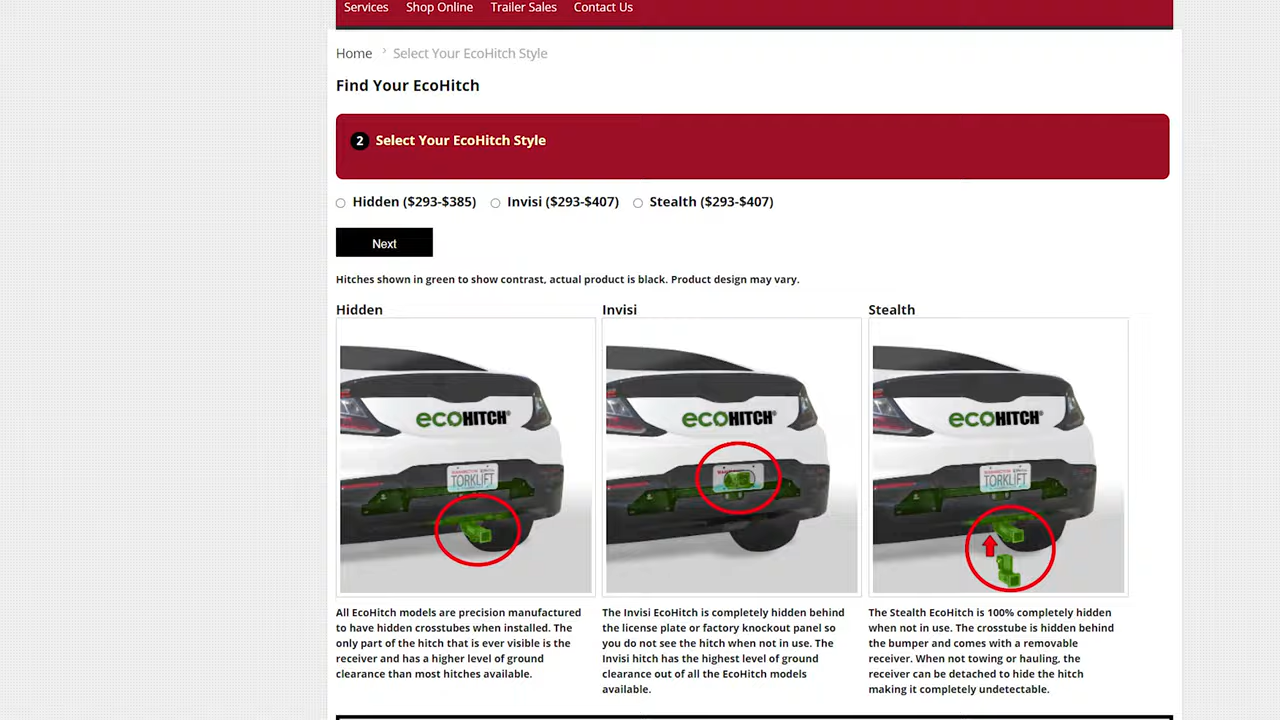 Services Shop Online Trailer Sales Contact Us
Home › Select Your EcoHitch Style
Find Your EcoHitch
2 Select Your EcoHitch Style
Hidden ($293-$385) Invisi ($293-$407) Stealth ($293-$407)
Next
Hitches shown in green to show contrast, actual product is black. Product design may vary.
Hidden
ecoHITCH®
TORKLIFT
All EcoHitch models are precision manufactured
to have hidden crosstubes when installed. The
only part of the hitch that is ever visible is the
receiver and has a higher level of ground
clearance than most hitches available.
Invisi
ecoHITCH®
The Invisi EcoHitch is completely hidden behind
the license plate or factory knockout panel so
you do not see the hitch when not in use. The
Invisi hitch has the highest level of ground
clearance out of all the EcoHitch models
available.
Stealth
ecoHITCH®
TORKLIFT
The Stealth EcoHitch is 100% completely hidden
when not in use. The crosstube is hidden behind
the bumper and comes with a removable
receiver. When not towing or hauling, the
receiver can be detached to hide the hitch
making it completely undetectable.